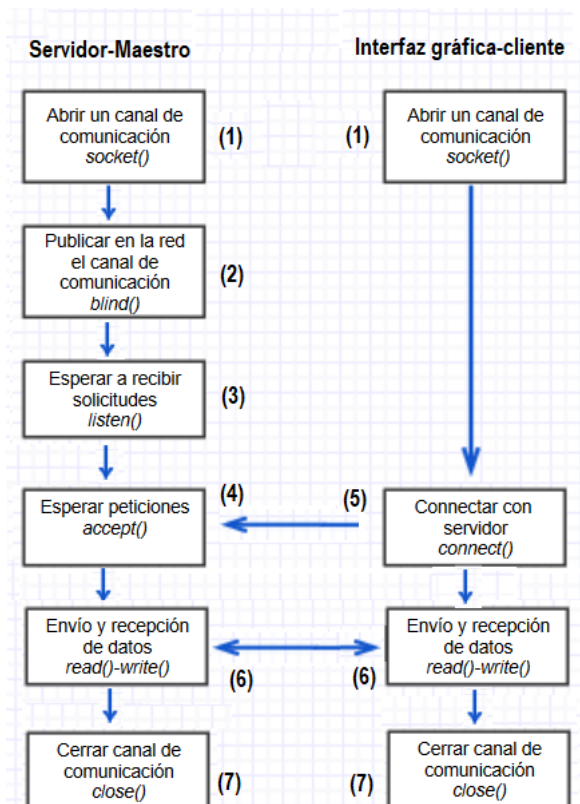 Servidor-Maestro
Interfaz gráfica-cliente
Abrir un canal de
comunicación
socket()
(1)
(1)
Abrir un canal de
comunicación
socket()
Publicar en la red
el canal de
comunicación
blind()
(2)
Esperar a recibir
solicitudes
listen()
(3)
Esperar peticiones
accept()
(4)
(5)
Connectar con
servidor
connect()
Envío y recepción
de datos
read()-write()
(6)
(6)
Envío y recepción
de datos
read()-write()
Cerrar canal de
comunicación
close()
(7)
(7)
Cerrar canal de
comunicación
close()